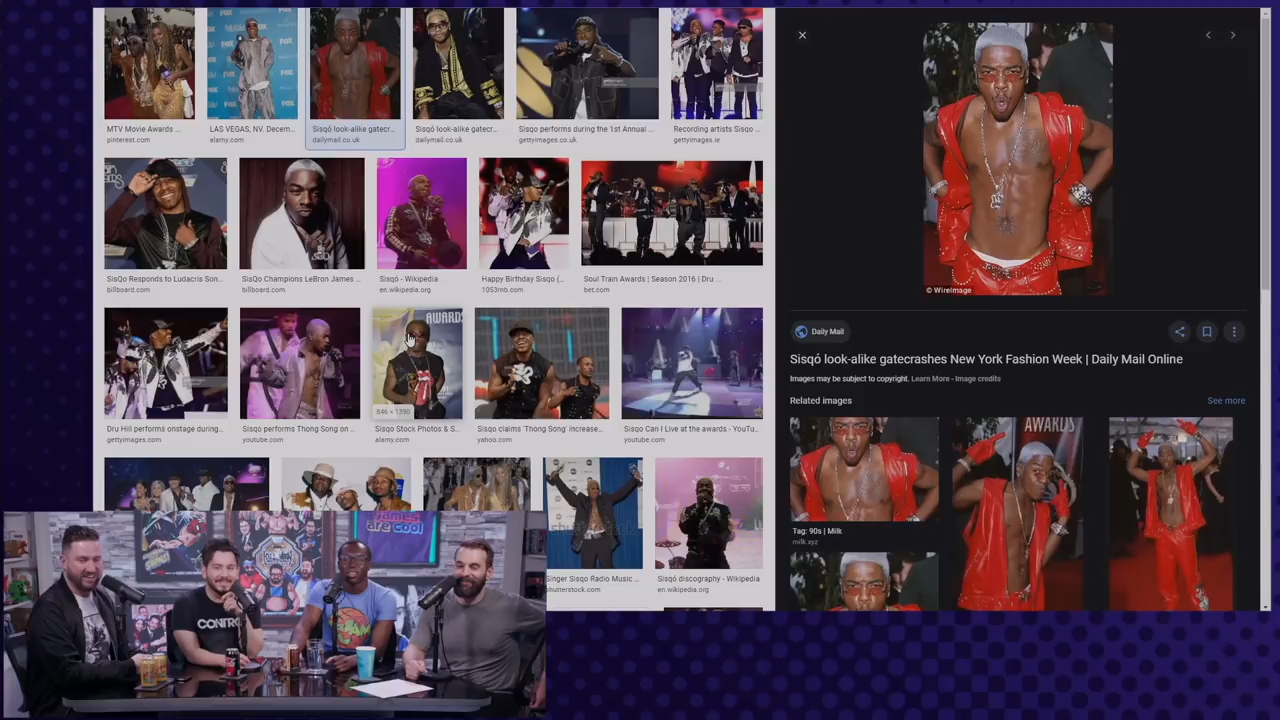 MTV Movie Awards ...
pinterest.com
LAS VEGAS, NV. Decem...
alamy.com
Sisqó look-alike gatecr...
dailymail.co.uk
Sisqó look-alike gatecr...
dailymail.co.uk
Sisqo performs during the 1st Annual ...
gettyimages.co.uk
Recording artists Sisqo ...
gettyimages.ie
FOX
FOX
SisQo Responds to Ludacris Son...
billboard.com
SisQo Champions LeBron James ...
billboard.com
Sisqó - Wikipedia
en.wikipedia.org
Happy Birthday Sisqo (...
1053rnb.com
Soul Train Awards | Season 2016 | Dru ...
bet.com
AWARDS
846 × 1390
Dru Hill performs onstage during...
gettyimages.com
Sisqo performs Thong Song on ...
youtube.com
Sisqo Stock Photos & S...
alamy.com
Sisqo claims 'Thong Song' increase...
yahoo.com
Sisqo Can I Live at the awards - YouTu...
youtube.com
Singer Sisqo Radio Music ...
shutterstock.com
Sisqó discography - Wikipedia
en.wikipedia.org
© WireImage
Daily Mail
Sisqó look-alike gatecrashes New York Fashion Week | Daily Mail Online
Images may be subject to copyright. Learn More - Image credits
Related images
See more
AWARDS
Tag: 90s | Milk
milk.xyz
games
are cool
CONTROL
JAM